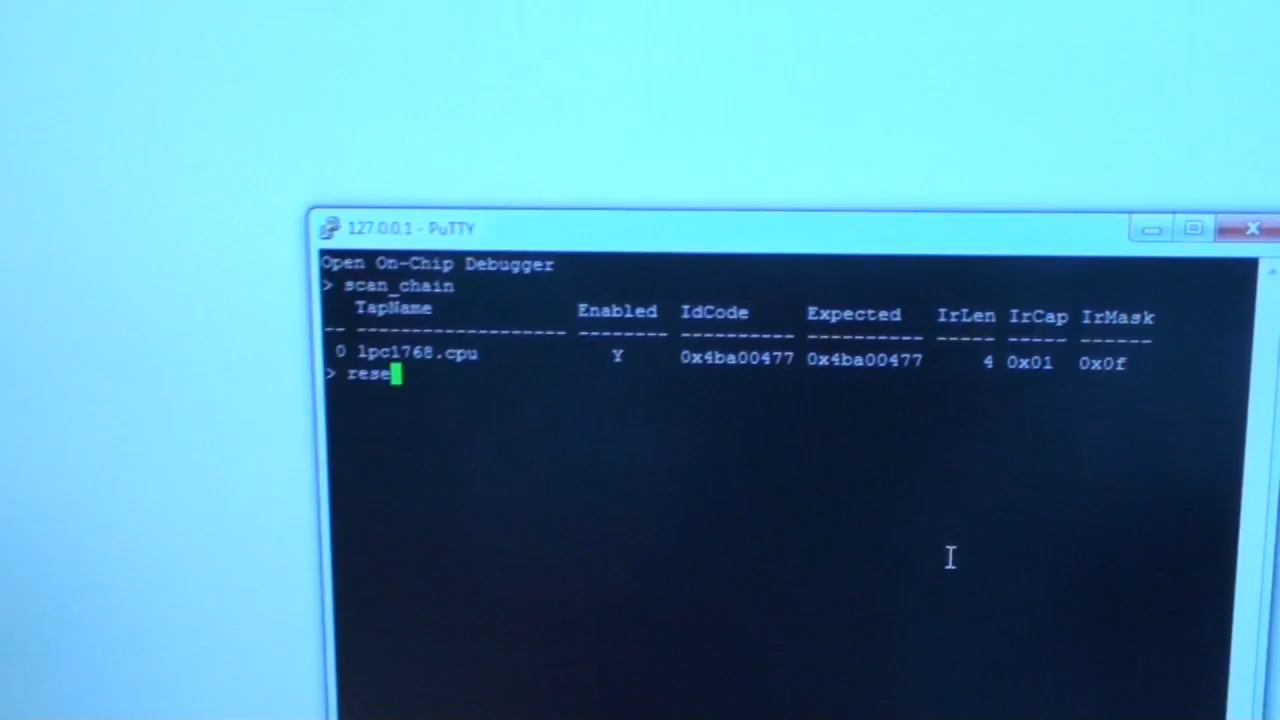 127.0.0.1 - PuTTY
Open On-Chip Debugger
> scan_chain
TapName Enabled IdCode Expected IrLen IrCap IrMask
-- ------------------- -------- ---------- ---------- ----- ----- ------
0 lpc1768.cpu Y 0x4ba00477 0x4ba00477 4 0x01 0x0f
> rese